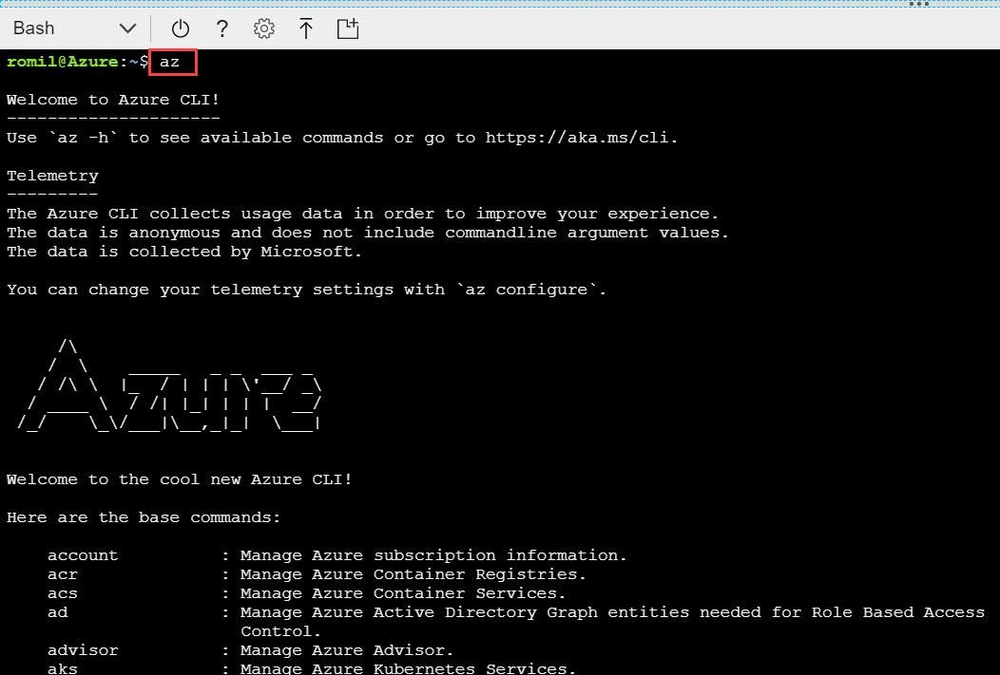 Bash
romil@Azure:~$ az
Welcome to Azure CLI!
---------------------
Use `az -h` to see available commands or go to https://aka.ms/cli.
Telemetry
---------
The Azure CLI collects usage data in order to improve your experience.
The data is anonymous and does not include commandline argument values.
The data is collected by Microsoft.
You can change your telemetry settings with `az configure`.
     /\
    /  \    _____   _ _  ___ _
   / /\ \  |_  / | | | \'__/ _\
  / ____ \  / /| |_| | | |  __/
 /_/    \_\/___|\__,_|_|  \___|
Welcome to the cool new Azure CLI!
Here are the base commands:
    account          : Manage Azure subscription information.
    acr              : Manage Azure Container Registries.
    acs              : Manage Azure Container Services.
    ad               : Manage Azure Active Directory Graph entities needed for Role Based Access
                       Control.
    advisor          : Manage Azure Advisor.
    aks              : Manage Azure Kubernetes Services.